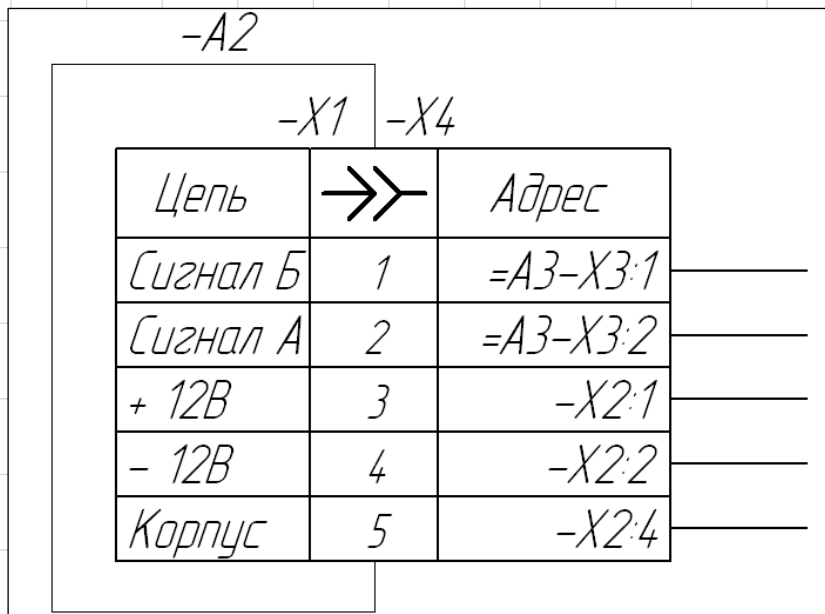 -A2
-X1 -X4
Цепь Адрес
Сигнал Б 1 =A3-X3:1
Сигнал А 2 =A3-X3:2
+ 12В 3 -X2:1
- 12В 4 -X2:2
Корпус 5 -X2:4